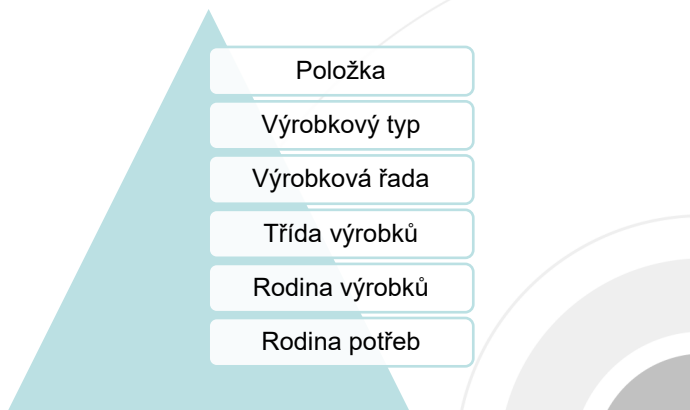 Položka
Výrobkový typ
Výrobková řada
Třída výrobků
Rodina výrobků
Rodina potřeb